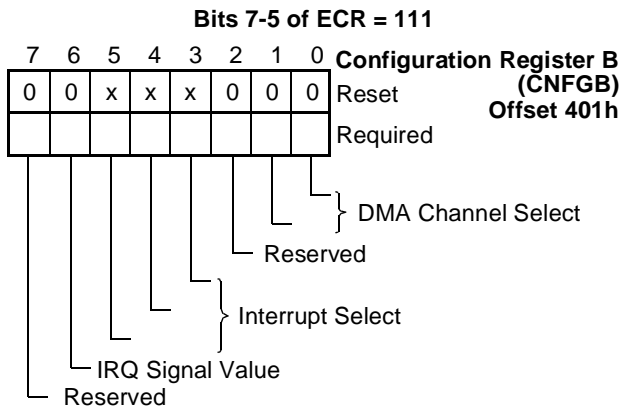 Bits 7-5 of ECR = 111
7 6 5 4 3 2 1 0 Configuration Register B
(CNFGB)
0 0 x x x 0 0 0 Reset
Offset 401h
Required
DMA Channel Select
Reserved
Interrupt Select
IRQ Signal Value
Reserved